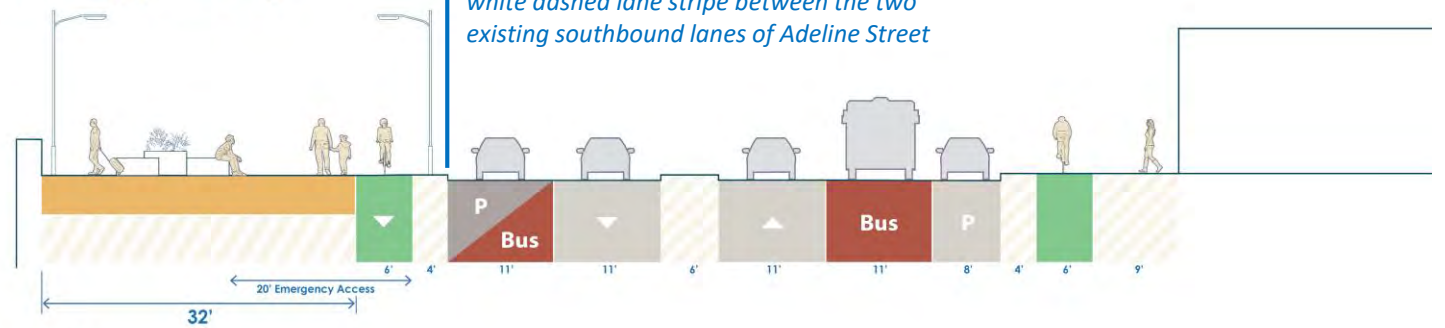 white dashed lane stripe between the two
existing southbound lanes of Adeline Street
P
Bus
Bus
P
6'
4'
11'
11'
6'
11'
11'
8'
4'
6'
9'
20' Emergency Access
32'